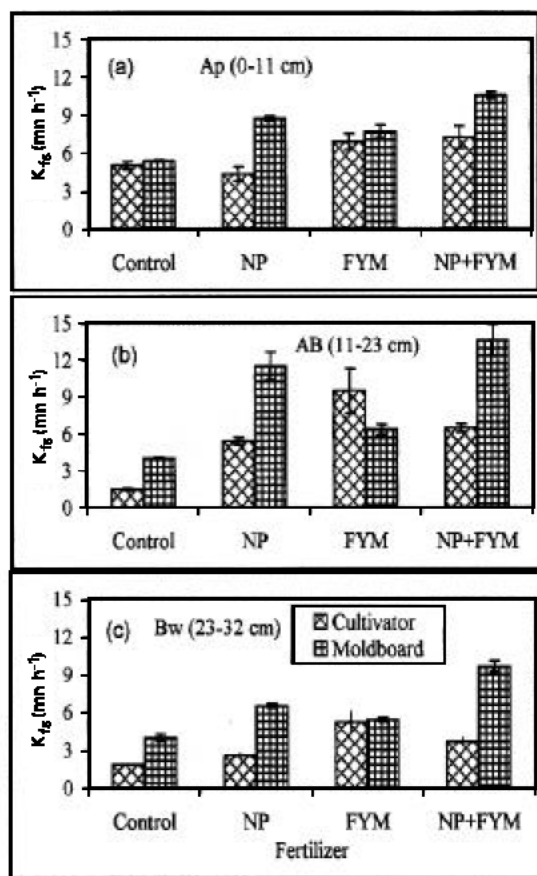 15
(a)
Ap (0-11 cm)
12
9
6
3
0
K_fs (mn h⁻¹)
Control NP FYM NP+FYM
15
(b)
AB (11-23 cm)
12
9
6
3
0
K_fs (mn h⁻¹)
Control NP FYM NP+FYM
15
(c)
Bw (23-32 cm)
Cultivator
Moldboard
12
9
6
3
0
K_fs (mn h⁻¹)
Control NP FYM NP+FYM
Fertilizer